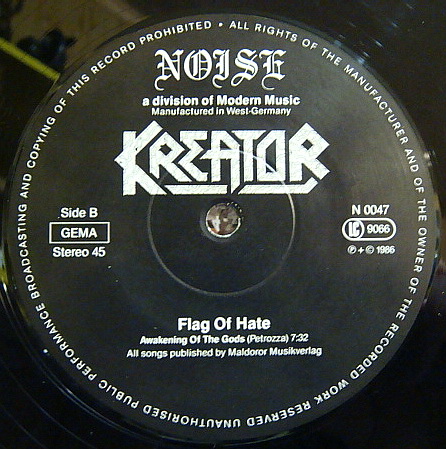 ALL RIGHTS OF THE MANUFACTURER AND OF THE OWNER OF THE RECORDED WORK RESERVED UNAUTHORISED PUBLIC PERFORMANCE BROADCASTING AND COPYING OF THIS RECORD PROHIBITED •
NOISE
a division of Modern Music
Manufactured in West-Germany
KREATOR
Side B
GEMA
Stereo 45
N 0047
LC 9066
℗ + © 1986
Flag Of Hate
Awakening Of The Gods (Petrozza) 7:32
All songs published by Maldoror Musikverlag